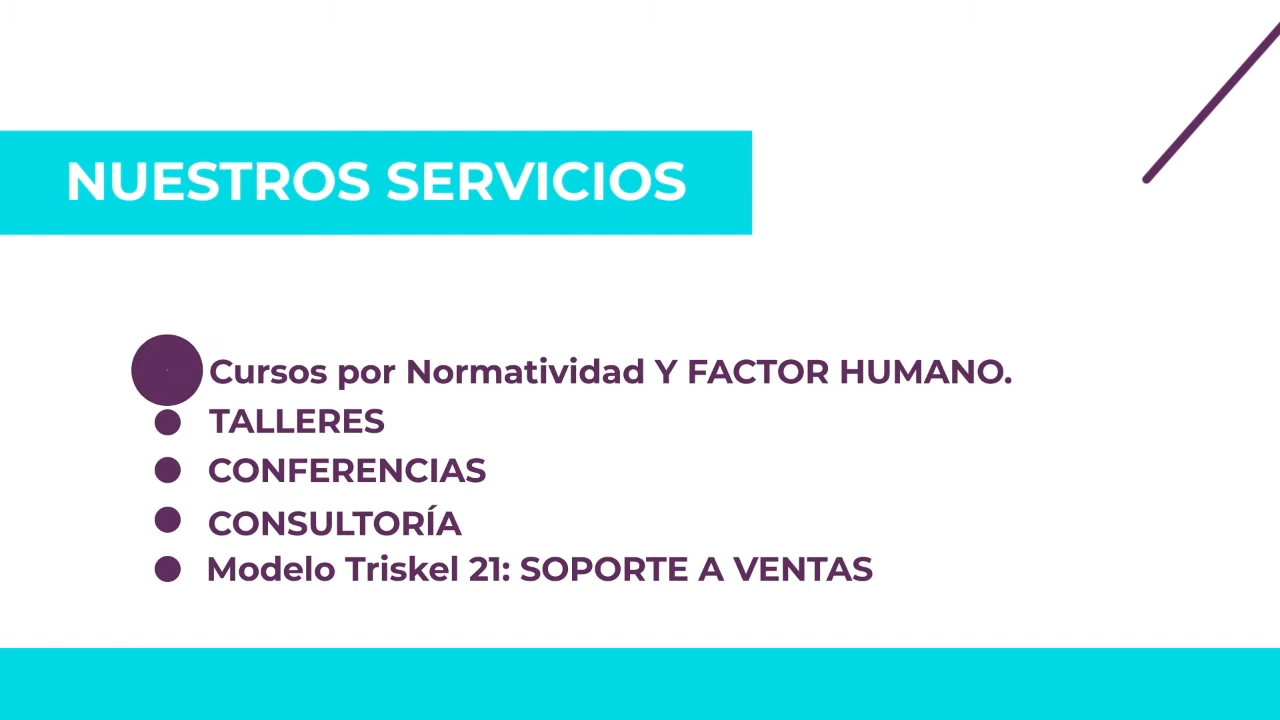 NUESTROS SERVICIOS
Cursos por Normatividad Y FACTOR HUMANO.
TALLERES
CONFERENCIAS
CONSULTORÍA
Modelo Triskel 21: SOPORTE A VENTAS